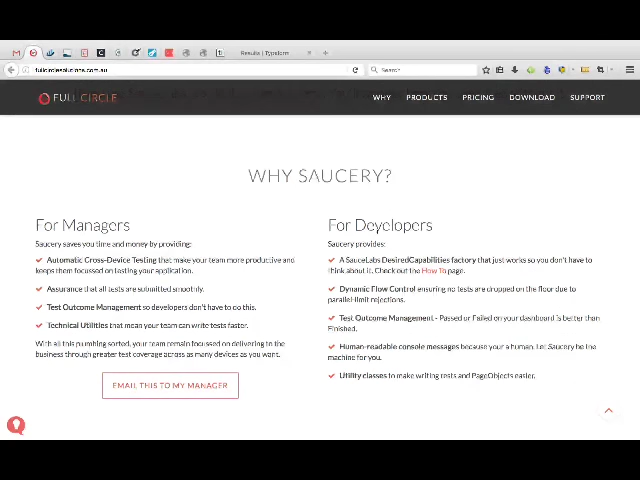 Results | Typeform
fullcirclesolutions.com.au
Search
FULL CIRCLE
WHY
PRODUCTS
PRICING
DOWNLOAD
SUPPORT
WHY SAUCERY?
For Managers
Saucery saves you time and money by providing:
Automatic Cross-Device Testing that make your team more productive and
keeps them focussed on testing your application.
Assurance that all tests are submitted smoothly.
Test Outcome Management so developers don't have to do this.
Technical Utilities that mean your team can write tests faster.
With all this plumbing sorted, your team remain focussed on delivering to the
business through greater test coverage across as many devices as you want.
EMAIL THIS TO MY MANAGER
For Developers
Saucery provides:
A SauceLabs DesiredCapabilities factory that just works so you don't have to
think about it. Check out the How To page.
Dynamic Flow Control ensuring no tests are dropped on the floor due to
parallel-limit rejections.
Test Outcome Management - Passed or Failed on your dashboard is better than
Finished.
Human-readable console messages because your a human. Let Saucery be the
machine for you.
Utility classes to make writing tests and PageObjects easier.